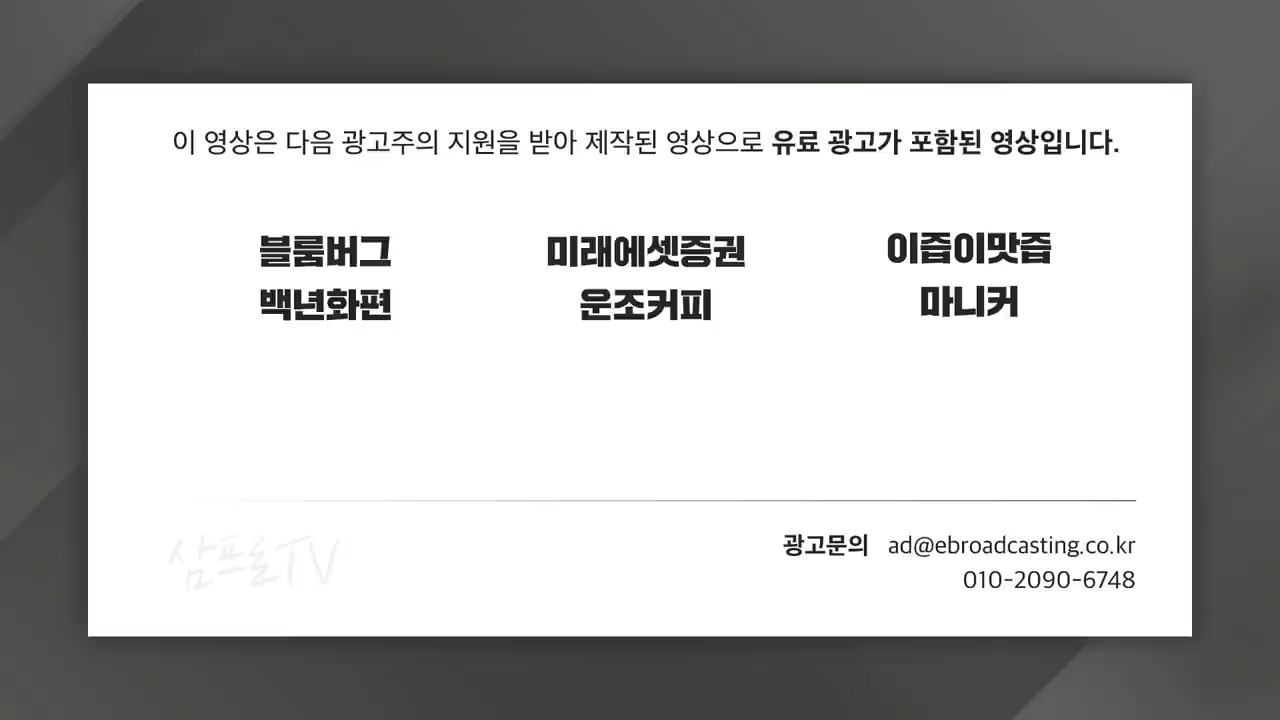 이 영상은 다음 광고주의 지원을 받아 제작된 영상으로 유료 광고가 포함된 영상입니다.
블룸버그 미래에셋증권 이즙이맛즙
백년화편 운조커피 마니커
삼프로TV
광고문의 ad@ebroadcasting.co.kr
010-2090-6748